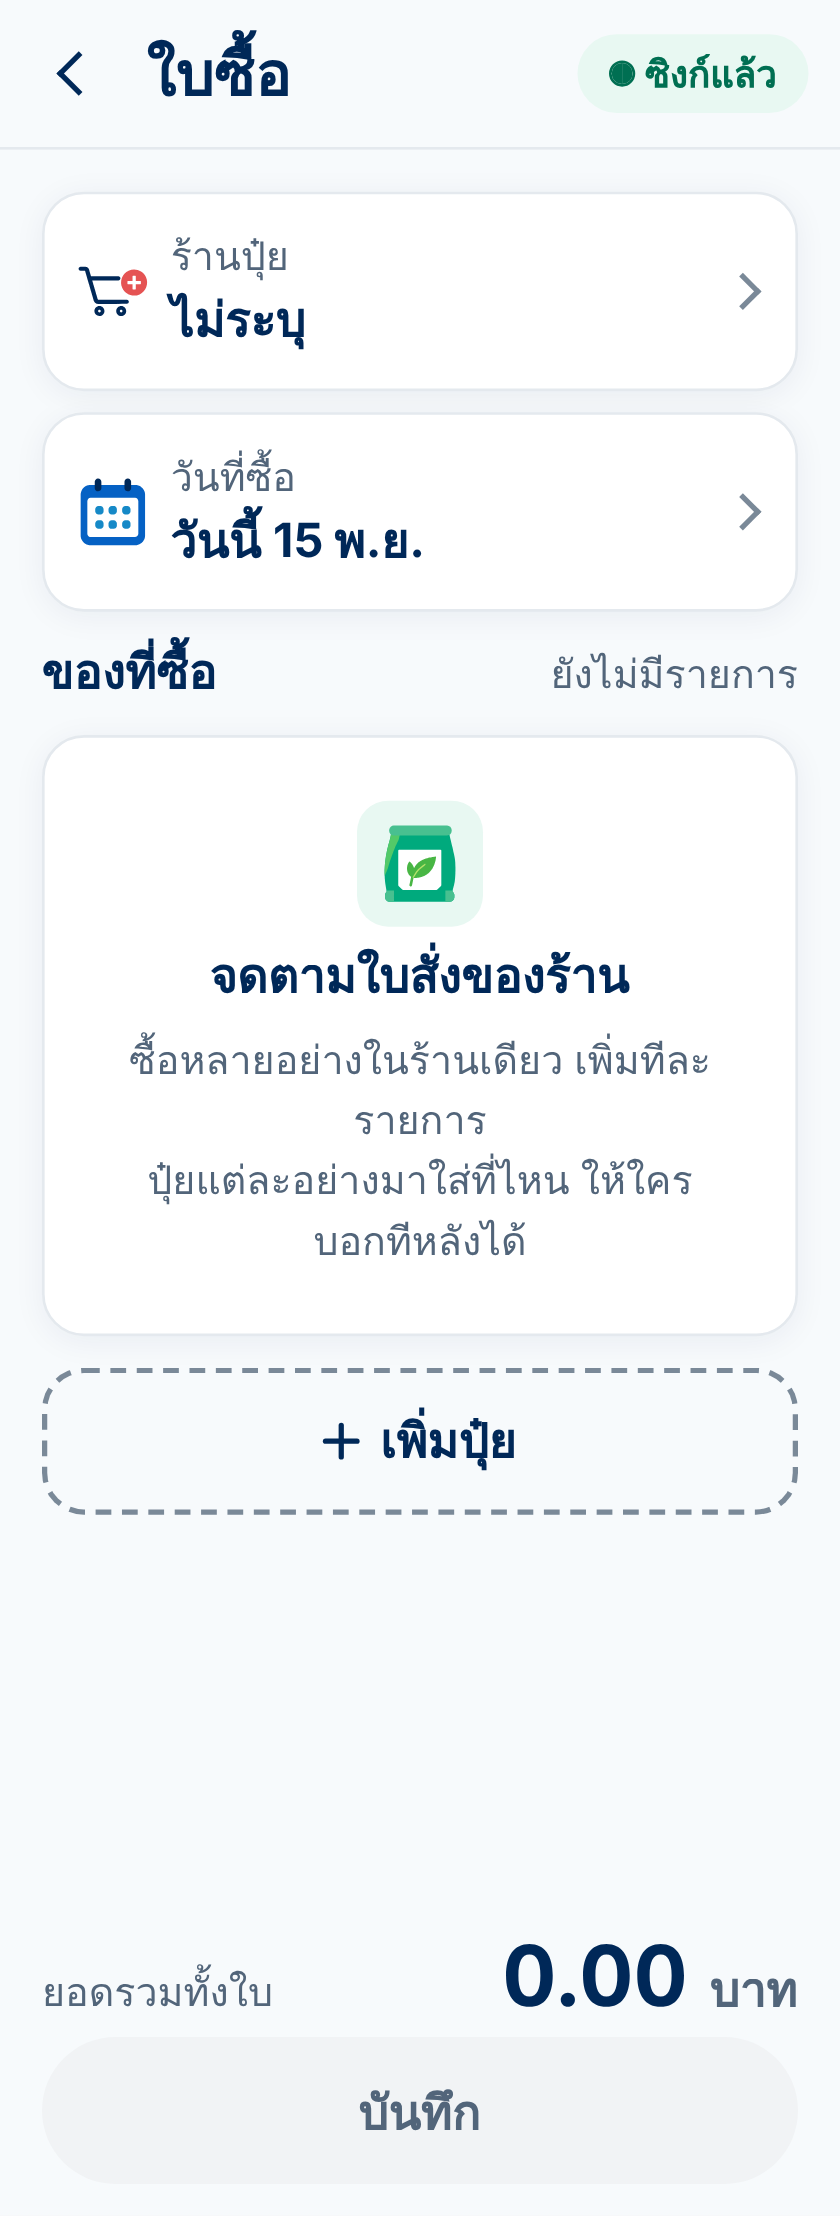 ใบซื้อ
ซิงก์แล้ว
ร้านปุ๋ย
ไม่ระบุ
วันที่ซื้อ
วันนี้ 15 พ.ย.
ของที่ซื้อ
ยังไม่มีรายการ
จดตามใบสั่งของร้าน
ซื้อหลายอย่างในร้านเดียว เพิ่มทีละ
รายการ
ปุ๋ยแต่ละอย่างมาใส่ที่ไหน ให้ใคร
บอกทีหลังได้
+ เพิ่มปุ๋ย
ยอดรวมทั้งใบ
0.00 บาท
บันทึก